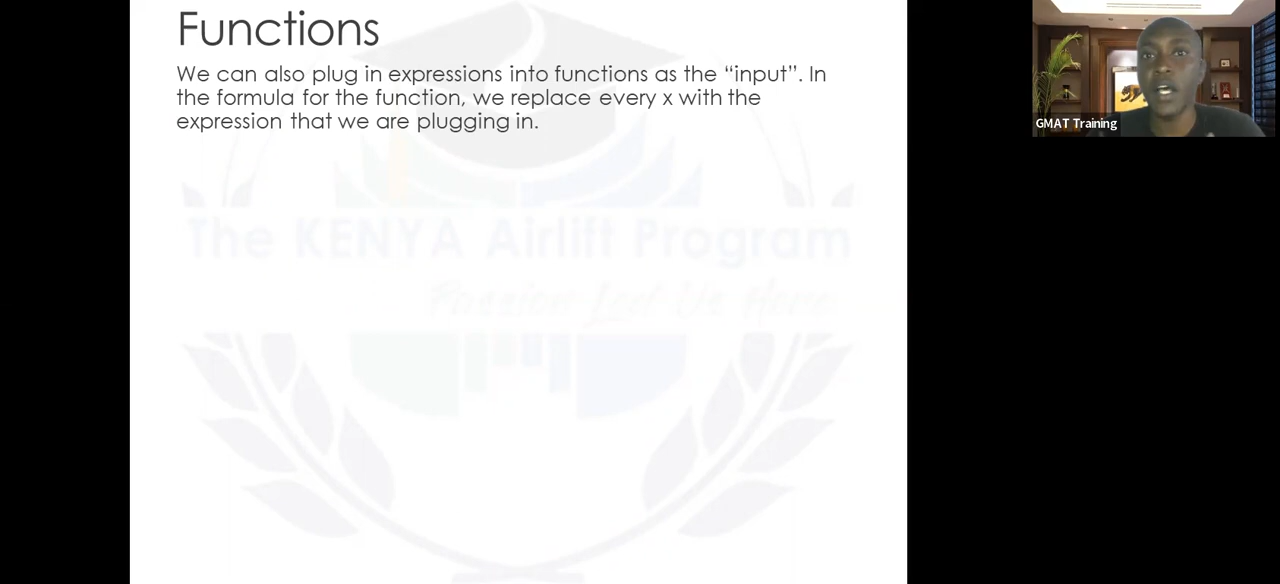 Functions
We can also plug in expressions into functions as the “input”. In
the formula for the function, we replace every x with the
expression that we are plugging in.
The KENYA Airlift Program
GMAT Training